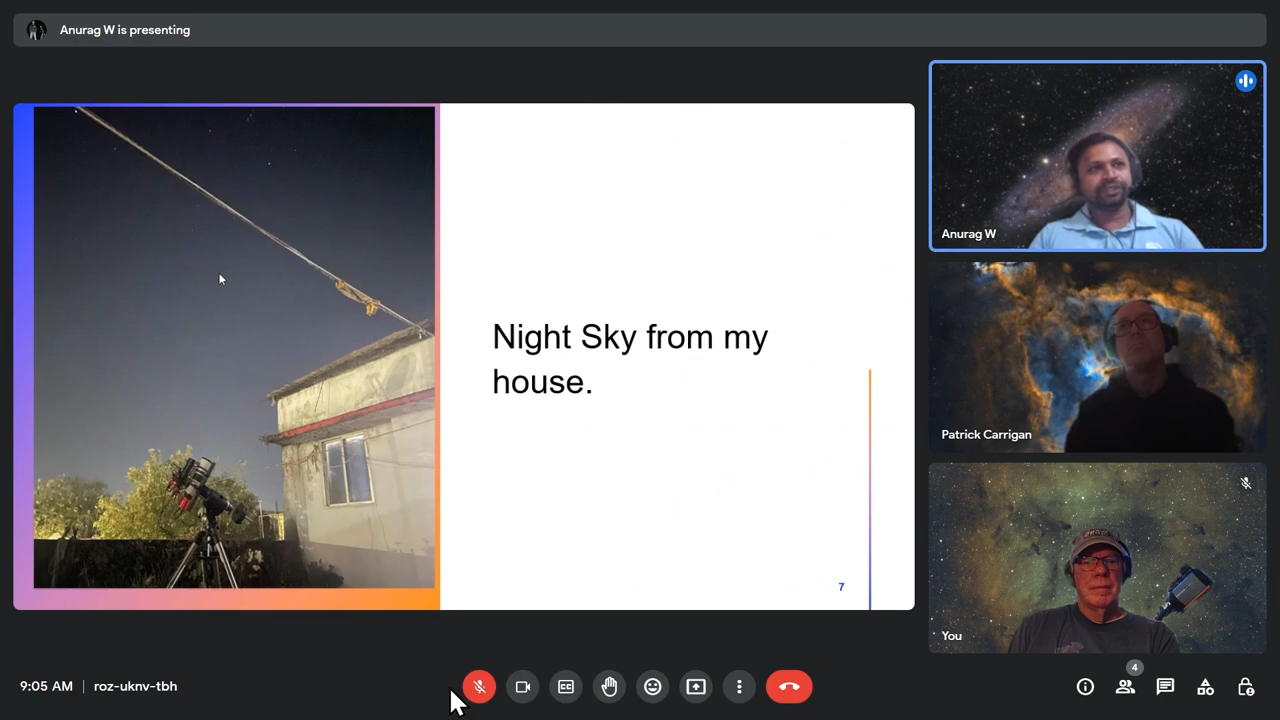 Anurag W is presenting
Night Sky from my
house.
7
Anurag W
Patrick Carrigan
You
9:05 AM | roz-uknv-tbh
4